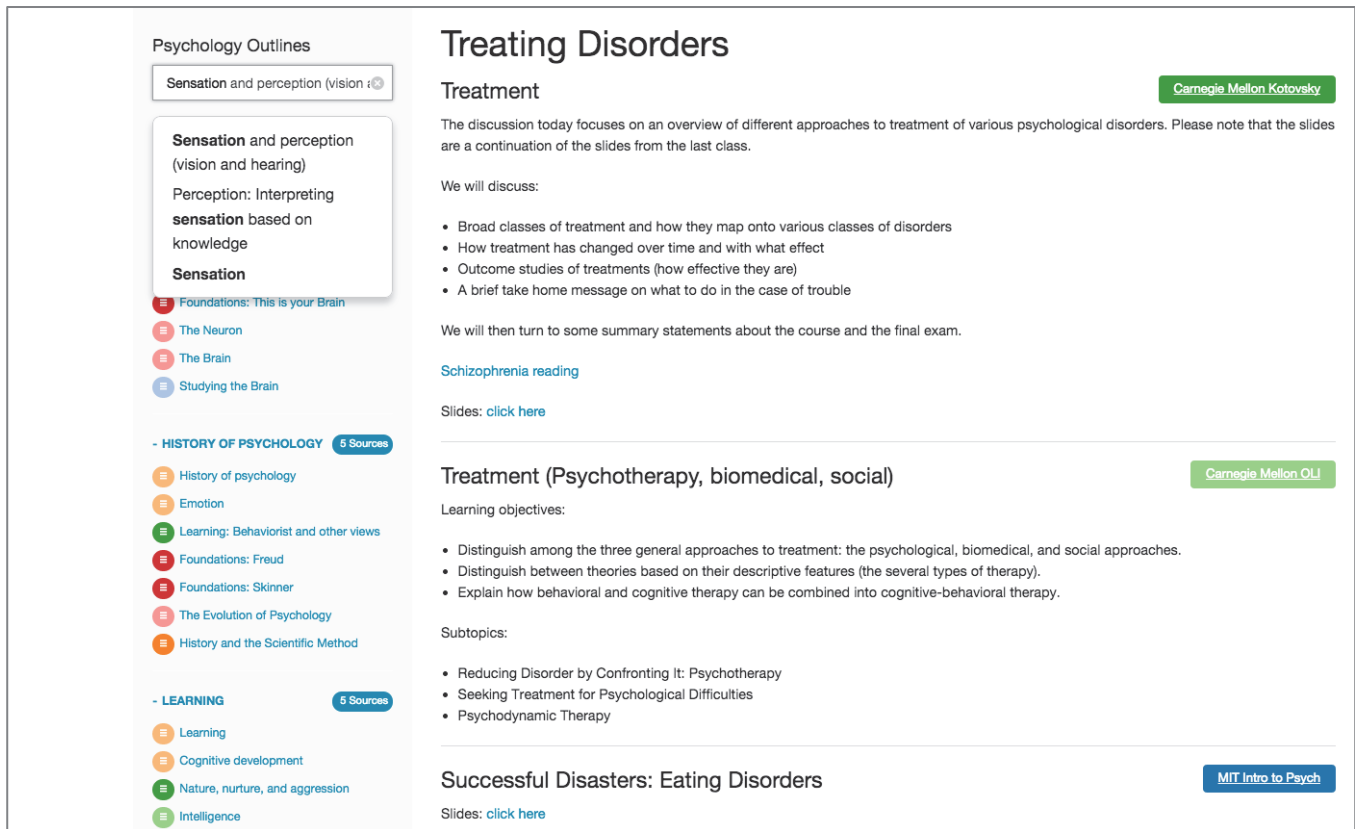 Psychology Outlines
Sensation and perception (vision a
Sensation and perception
(vision and hearing)
Perception: Interpreting
sensation based on
knowledge
Sensation
Foundations: This is your Brain
The Neuron
The Brain
Studying the Brain
- HISTORY OF PSYCHOLOGY 5 Sources
History of psychology
Emotion
Learning: Behaviorist and other views
Foundations: Freud
Foundations: Skinner
The Evolution of Psychology
History and the Scientific Method
- LEARNING 5 Sources
Learning
Cognitive development
Nature, nurture, and aggression
Intelligence
Treating Disorders
Treatment
Carnegie Mellon Kotovsky
The discussion today focuses on an overview of different approaches to treatment of various psychological disorders. Please note that the slides
are a continuation of the slides from the last class.
We will discuss:
• Broad classes of treatment and how they map onto various classes of disorders
• How treatment has changed over time and with what effect
• Outcome studies of treatments (how effective they are)
• A brief take home message on what to do in the case of trouble
We will then turn to some summary statements about the course and the final exam.
Schizophrenia reading
Slides: click here
Treatment (Psychotherapy, biomedical, social)
Carnegie Mellon OLI
Learning objectives:
• Distinguish among the three general approaches to treatment: the psychological, biomedical, and social approaches.
• Distinguish between theories based on their descriptive features (the several types of therapy).
• Explain how behavioral and cognitive therapy can be combined into cognitive-behavioral therapy.
Subtopics:
• Reducing Disorder by Confronting It: Psychotherapy
• Seeking Treatment for Psychological Difficulties
• Psychodynamic Therapy
Successful Disasters: Eating Disorders
MIT Intro to Psych
Slides: click here